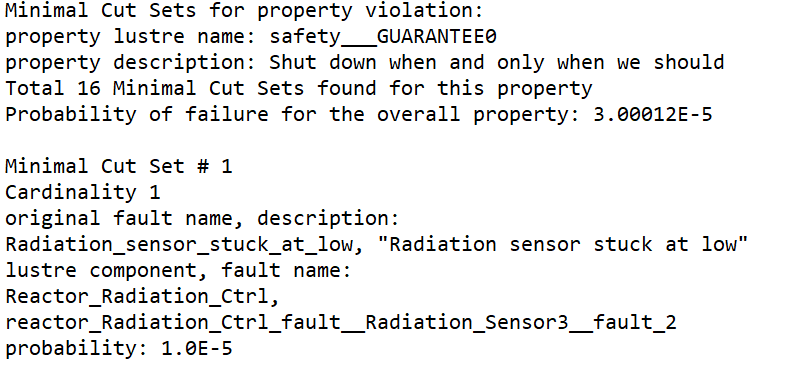 Minimal Cut Sets for property violation:
property lustre name: safety___GUARANTEE0
property description: Shut down when and only when we should
Total 16 Minimal Cut Sets found for this property
Probability of failure for the overall property: 3.00012E-5
Minimal Cut Set # 1
Cardinality 1
original fault name, description:
Radiation_sensor_stuck_at_low, "Radiation sensor stuck at low"
lustre component, fault name:
Reactor_Radiation_Ctrl,
reactor_Radiation_Ctrl_fault__Radiation_Sensor3__fault_2
probability: 1.0E-5